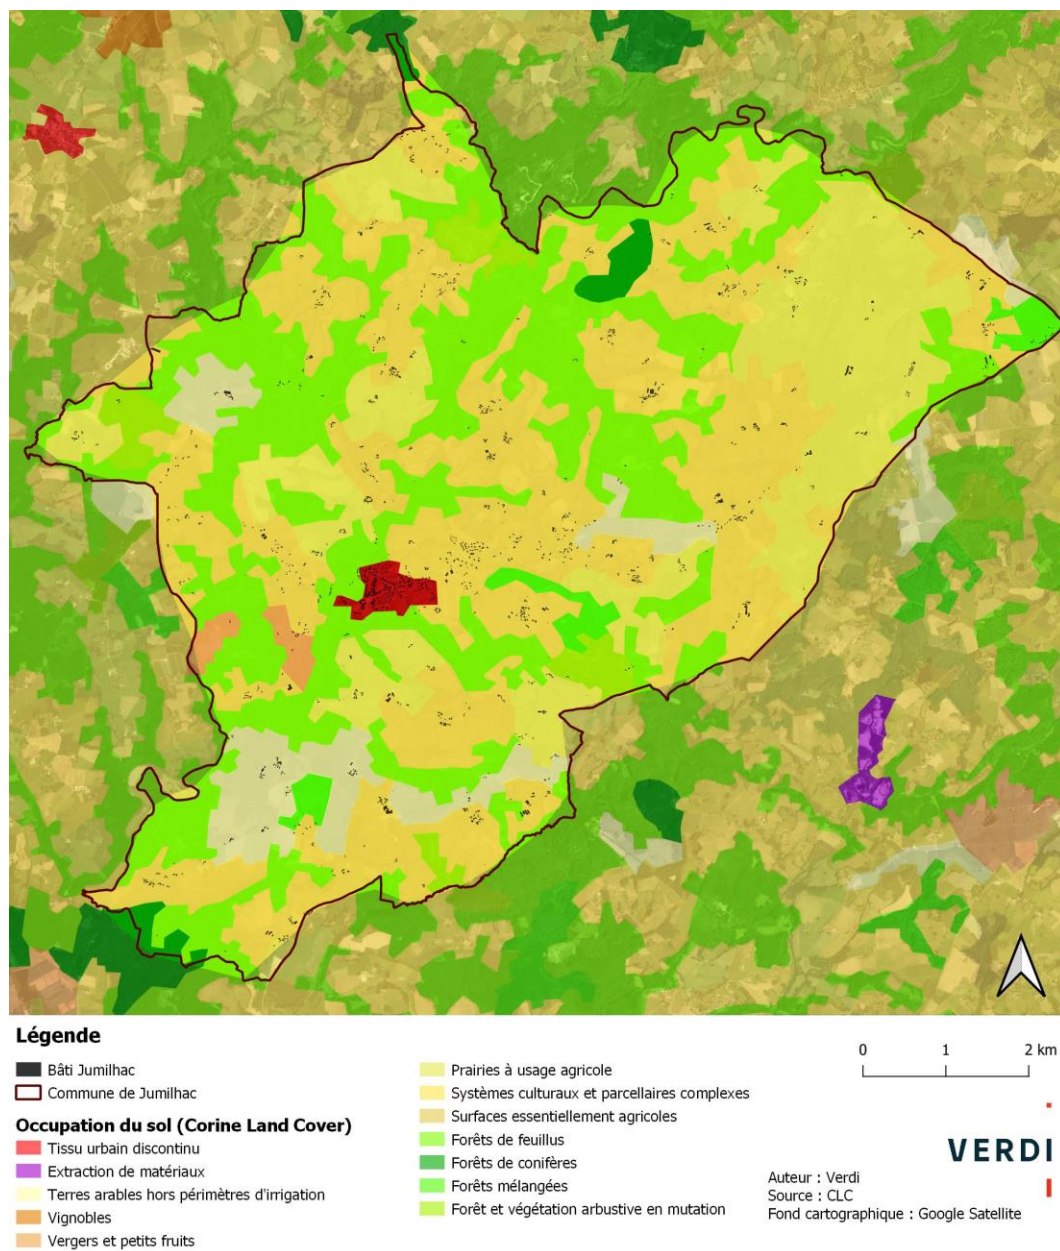 Légende
Bâti Jumilhac
Commune de Jumilhac
Occupation du sol (Corine Land Cover)
Tissu urbain discontinu
Extraction de matériaux
Terres arables hors périmètres d'irrigation
Vignobles
Vergers et petits fruits
Prairies à usage agricole
Systèmes culturaux et parcellaires complexes
Surfaces essentiellement agricoles
Forêts de feuillus
Forêts de conifères
Forêts mélangées
Forêt et végétation arbustive en mutation
0 1 2 km
VERDI
Auteur : Verdi
Source : CLC
Fond cartographique : Google Satellite